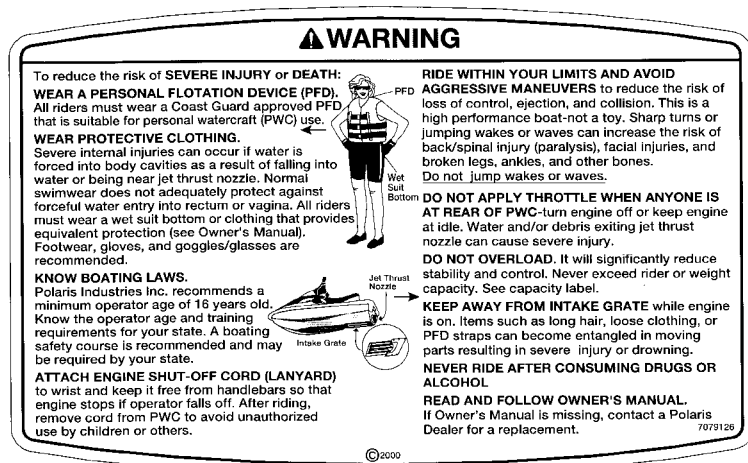 WARNING
To reduce the risk of SEVERE INJURY or DEATH:
WEAR A PERSONAL FLOTATION DEVICE (PFD).
All riders must wear a Coast Guard approved PFD
that is suitable for personal watercraft (PWC) use.
WEAR PROTECTIVE CLOTHING.
Severe internal injuries can occur if water is
forced into body cavities as a result of falling into
water or being near jet thrust nozzle. Normal
swimwear does not adequately protect against
forceful water entry into rectum or vagina. All riders
must wear a wet suit bottom or clothing that provides
equivalent protection (see Owner's Manual).
Footwear, gloves, and goggles/glasses are
recommended.
KNOW BOATING LAWS.
Polaris Industries Inc. recommends a
minimum operator age of 16 years old.
Know the operator age and training
requirements for your state. A boating
safety course is recommended and may
be required by your state.
ATTACH ENGINE SHUT-OFF CORD (LANYARD)
to wrist and keep it free from handlebars so that
engine stops if operator falls off. After riding,
remove cord from PWC to avoid unauthorized
use by children or others.
PFD
Wet
Suit
Bottom
Jet Thrust
Nozzle
Intake Grate
RIDE WITHIN YOUR LIMITS AND AVOID
AGGRESSIVE MANEUVERS to reduce the risk of
loss of control, ejection, and collision. This is a
high performance boat-not a toy. Sharp turns or
jumping wakes or waves can increase the risk of
back/spinal injury (paralysis), facial injuries, and
broken legs, ankles, and other bones.
Do not jump wakes or waves.
DO NOT APPLY THROTTLE WHEN ANYONE IS
AT REAR OF PWC-turn engine off or keep engine
at idle. Water and/or debris exiting jet thrust
nozzle can cause severe injury.
DO NOT OVERLOAD. It will significantly reduce
stability and control. Never exceed rider or weight
capacity. See capacity label.
KEEP AWAY FROM INTAKE GRATE while engine
is on. Items such as long hair, loose clothing, or
PFD straps can become entangled in moving
parts resulting in severe injury or drowning.
NEVER RIDE AFTER CONSUMING DRUGS OR
ALCOHOL
READ AND FOLLOW OWNER'S MANUAL.
If Owner's Manual is missing, contact a Polaris
Dealer for a replacement.
7079126
©2000